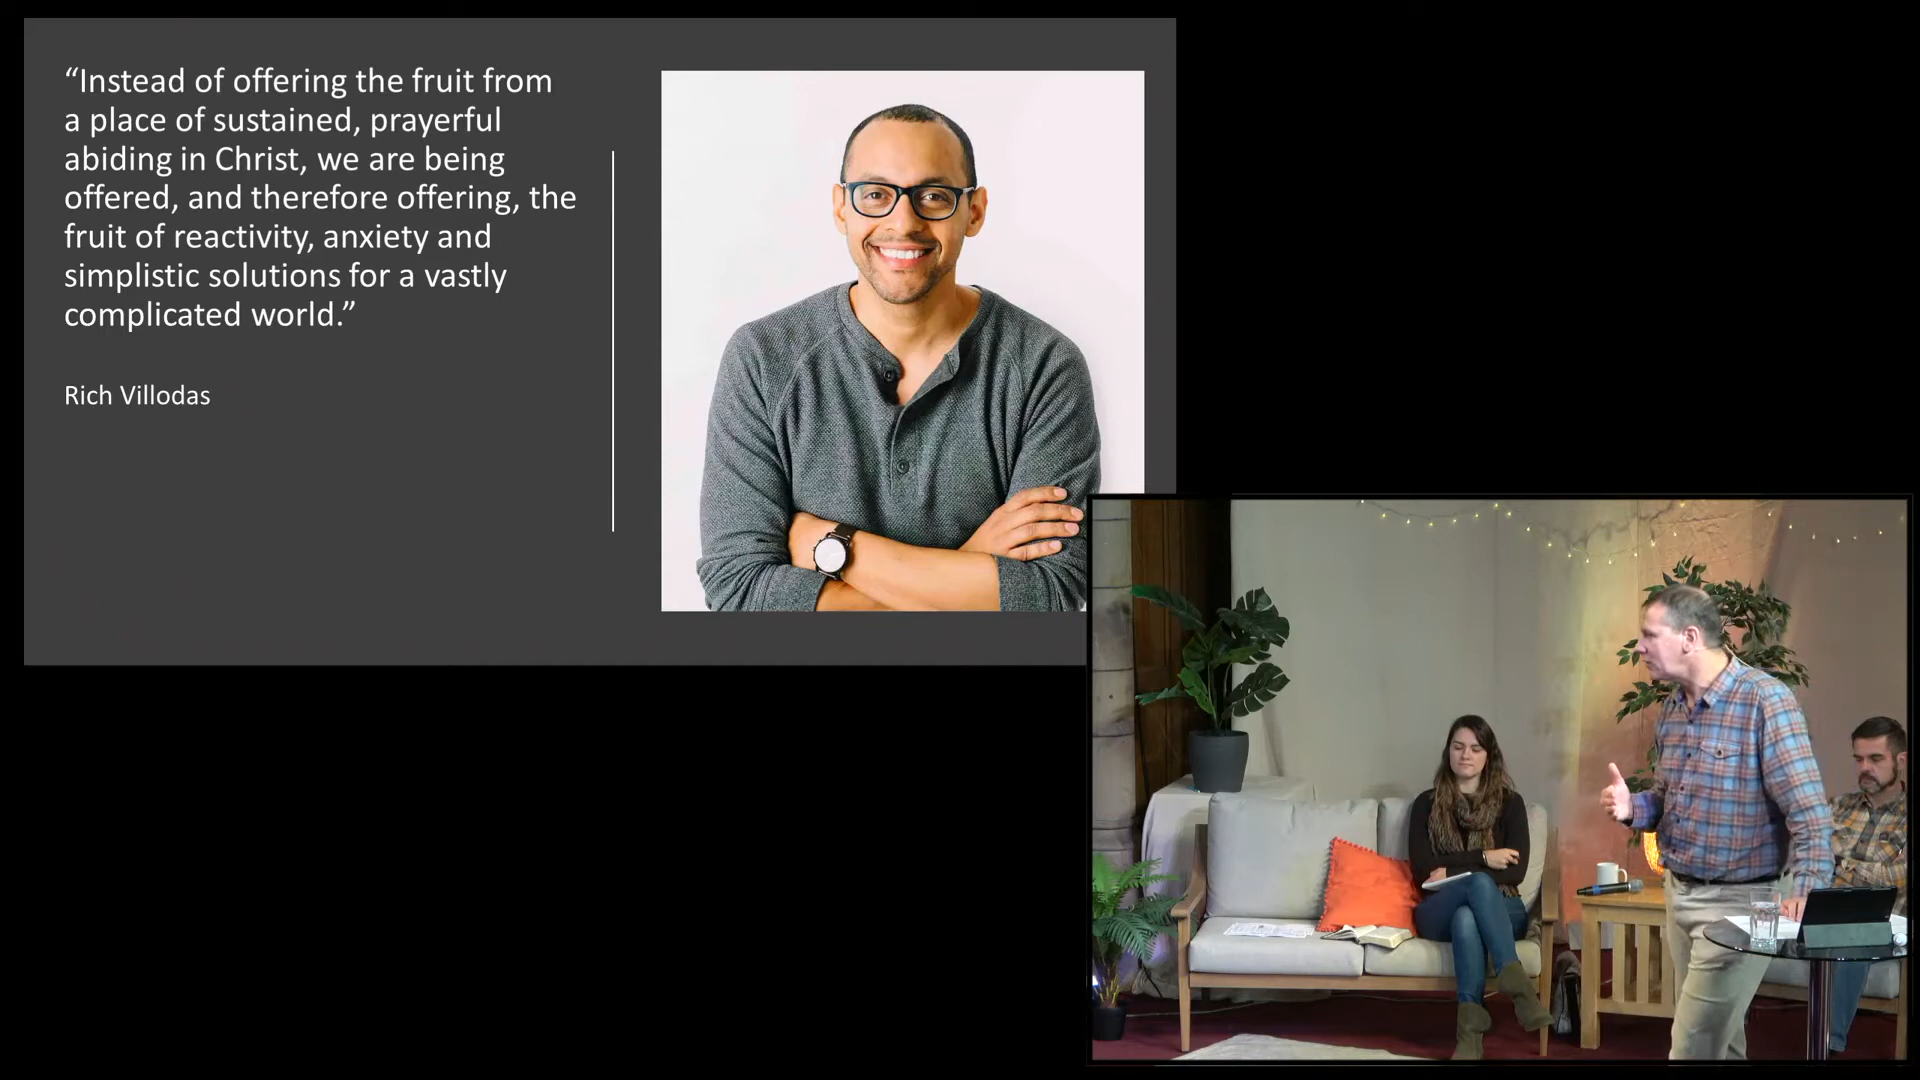 “Instead of offering the fruit from
a place of sustained, prayerful
abiding in Christ, we are being
offered, and therefore offering, the
fruit of reactivity, anxiety and
simplistic solutions for a vastly
complicated world.”
Rich Villodas